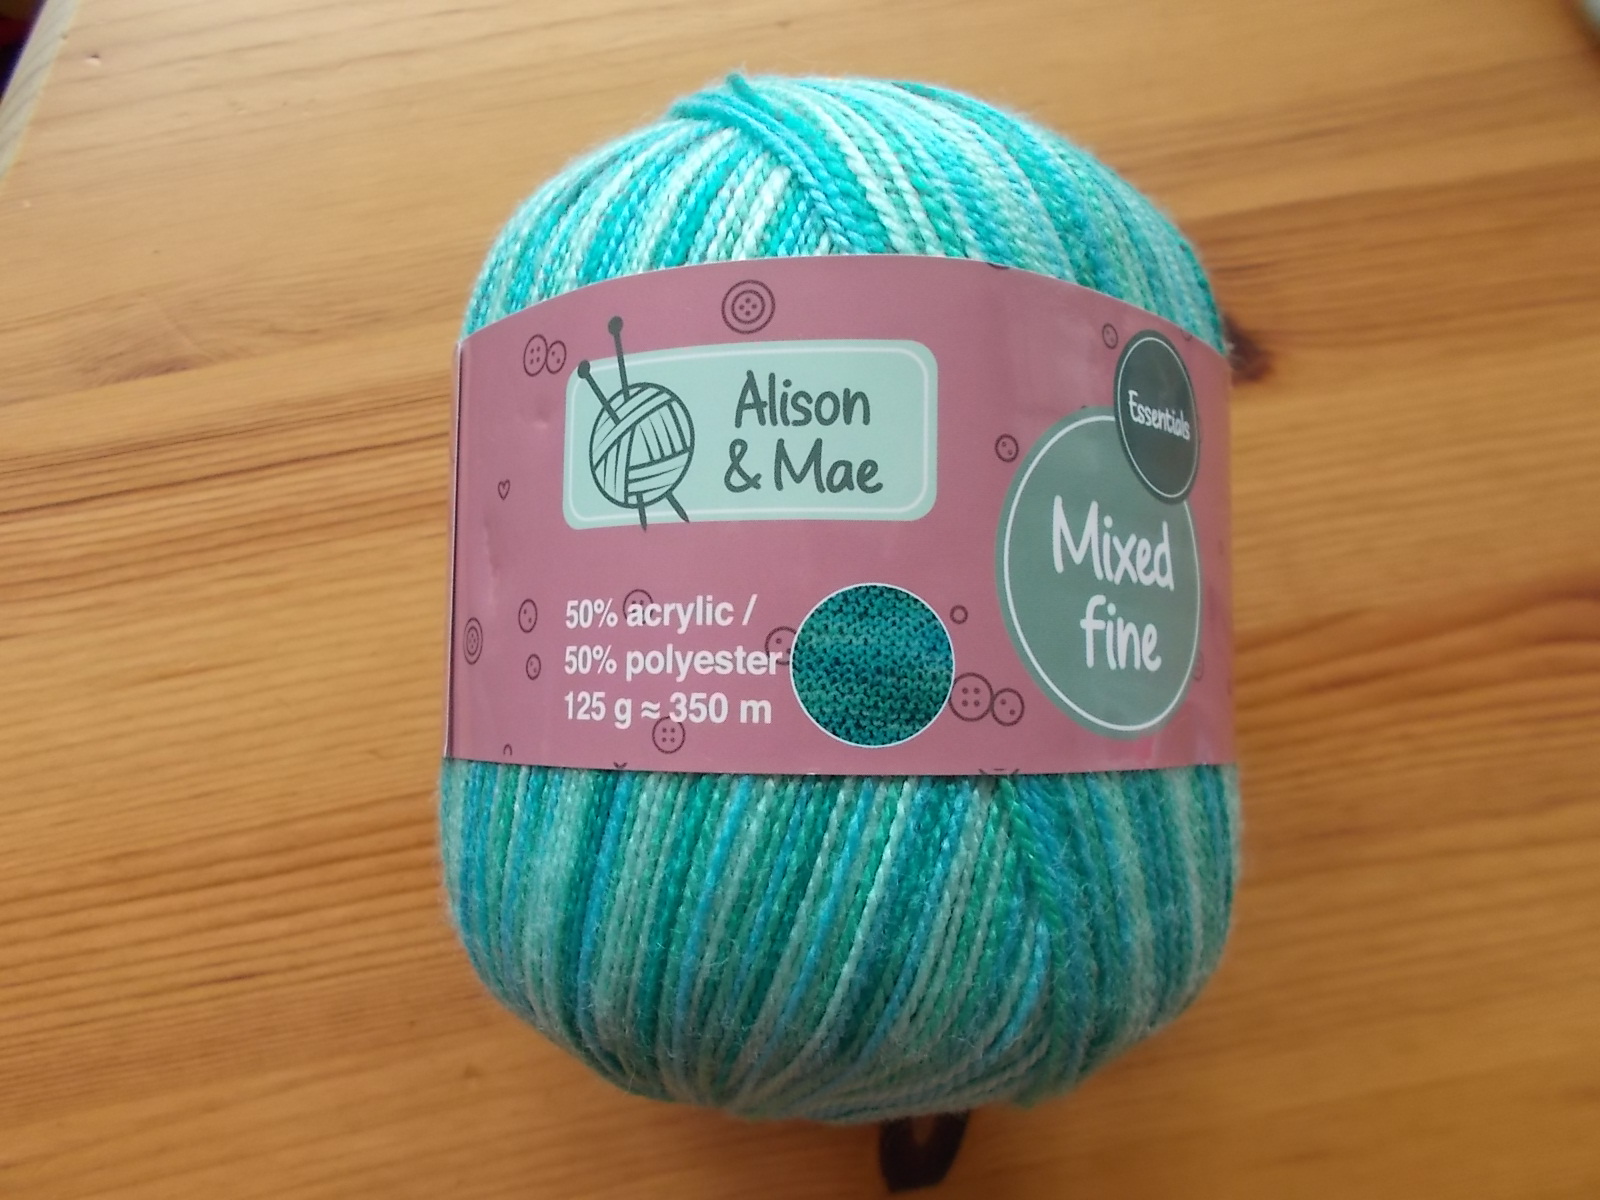 Alison
& Mae
Essentials
Mixed
fine
50% acrylic /
50% polyester
125 g ≈ 350 m